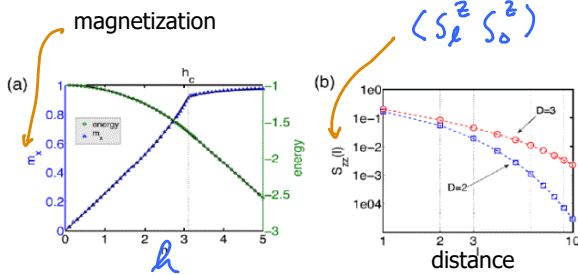 magnetization
⟨S_ℓ^z S_0^z⟩
(a)
h_c
1
0.8
0.6
0.4
0.2
0
m_x
energy
m_x
-1
-1.5
-2
-2.5
-3
energy
0 1 2 3 4 5
h
(b)
1e0
1e-1
1e-2
1e-3
1e04
S_zz(l)
D=3
D=2
1 2 3 10
distance